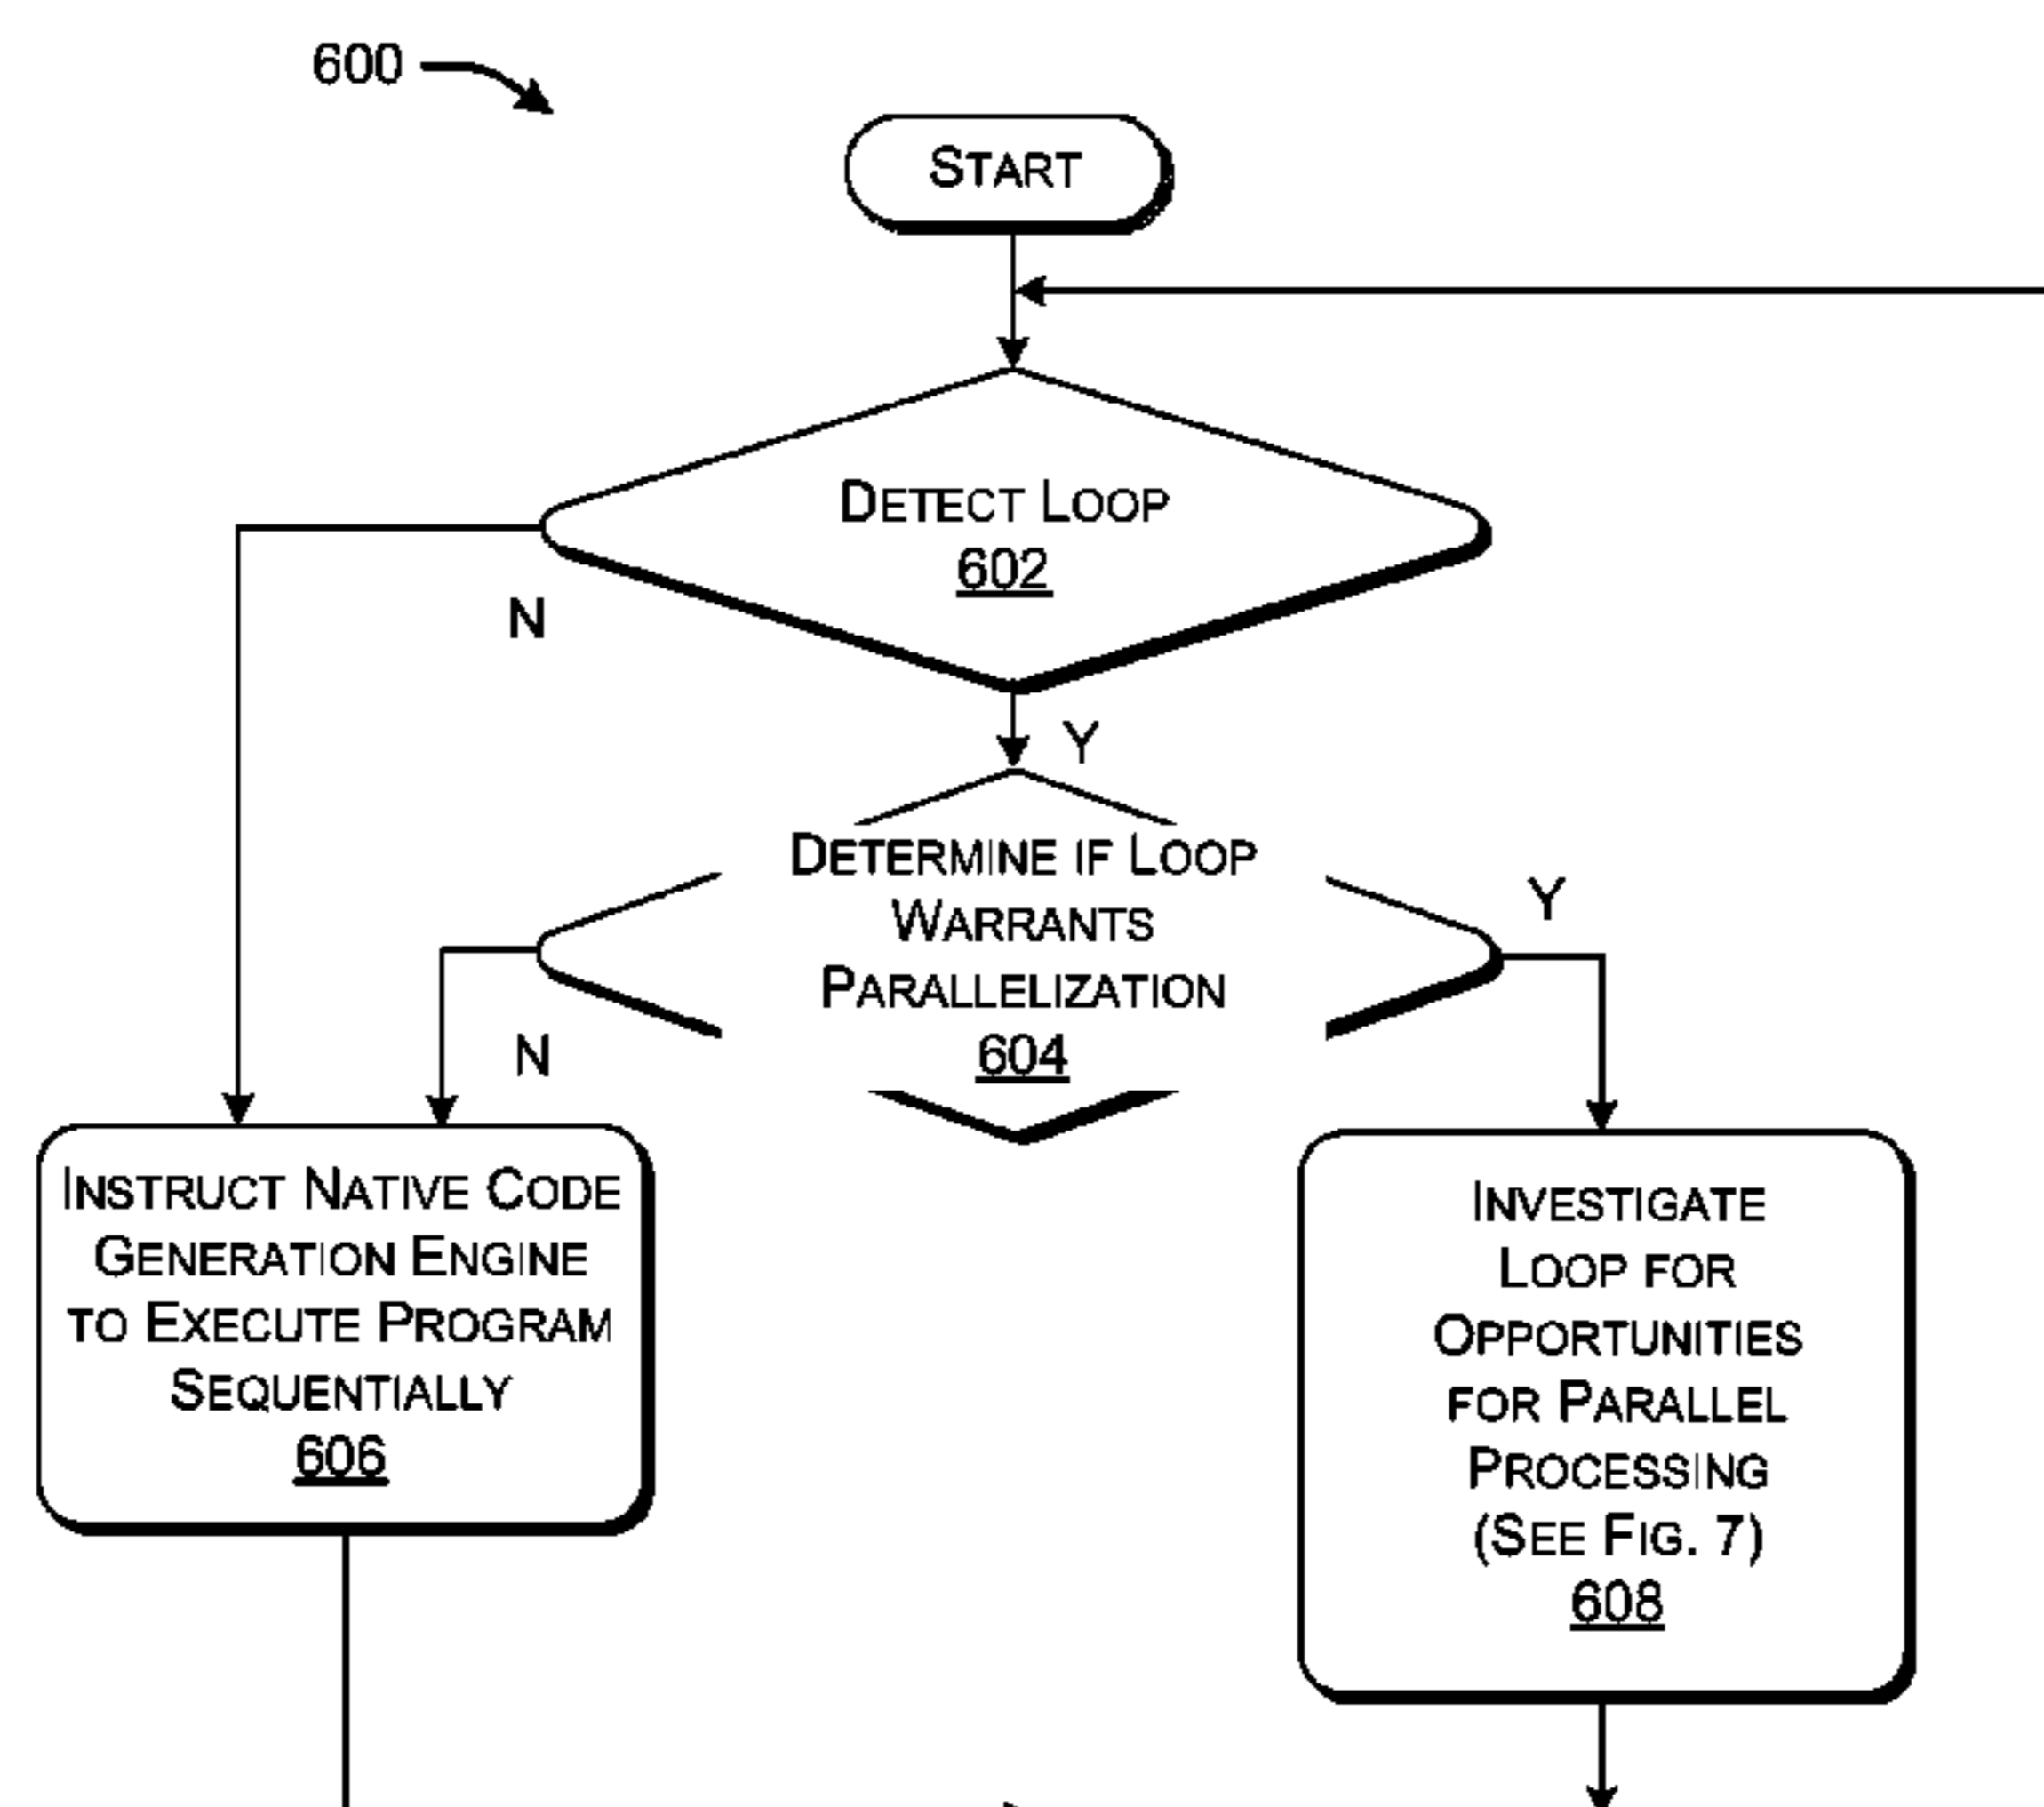 600
START
DETECT LOOP
602
N
Y
DETERMINE IF LOOP
WARRANTS
PARALLELIZATION
604
Y
N
INSTRUCT NATIVE CODE
GENERATION ENGINE
TO EXECUTE PROGRAM
SEQUENTIALLY
606
INVESTIGATE
LOOP FOR
OPPORTUNITIES
FOR PARALLEL
PROCESSING
(SEE FIG. 7)
608